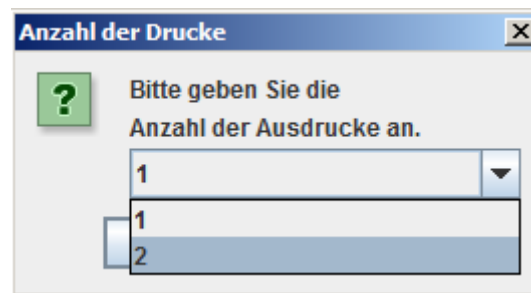 Anzahl der Drucke
?
Bitte geben Sie die
Anzahl der Ausdrucke an.
1
1
2